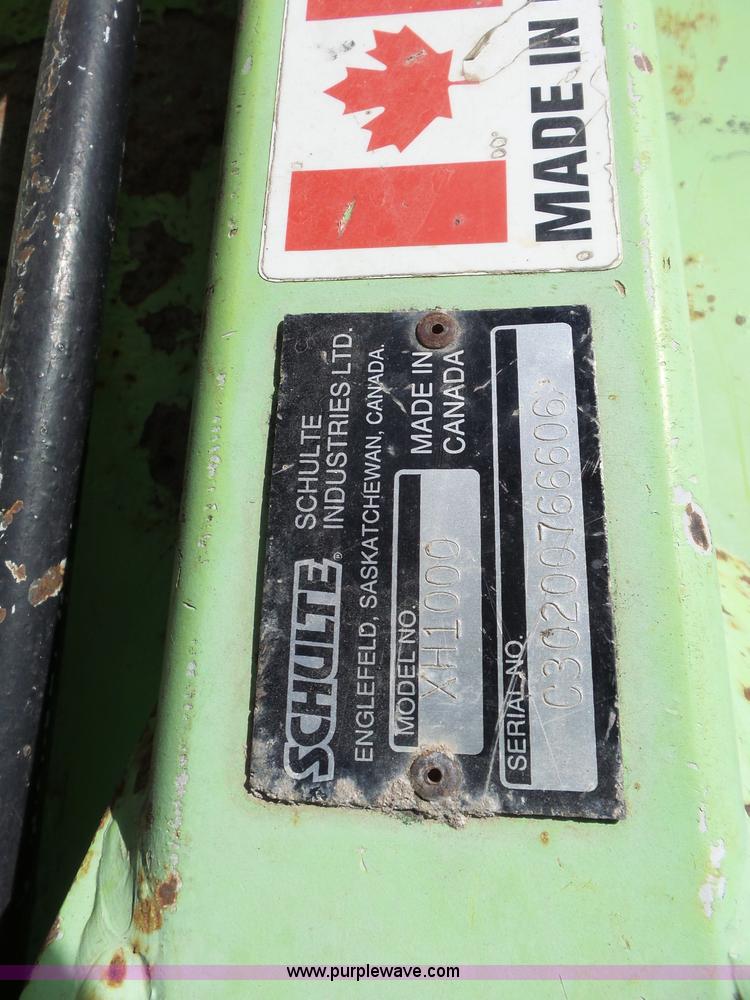 MADE IN
SCHULTE®
SCHULTE
INDUSTRIES LTD.
ENGLEFELD, SASKATCHEWAN, CANADA.
MODEL NO.
XH1000
MADE IN
CANADA
SERIAL NO.
C30200766606
www.purplewave.com